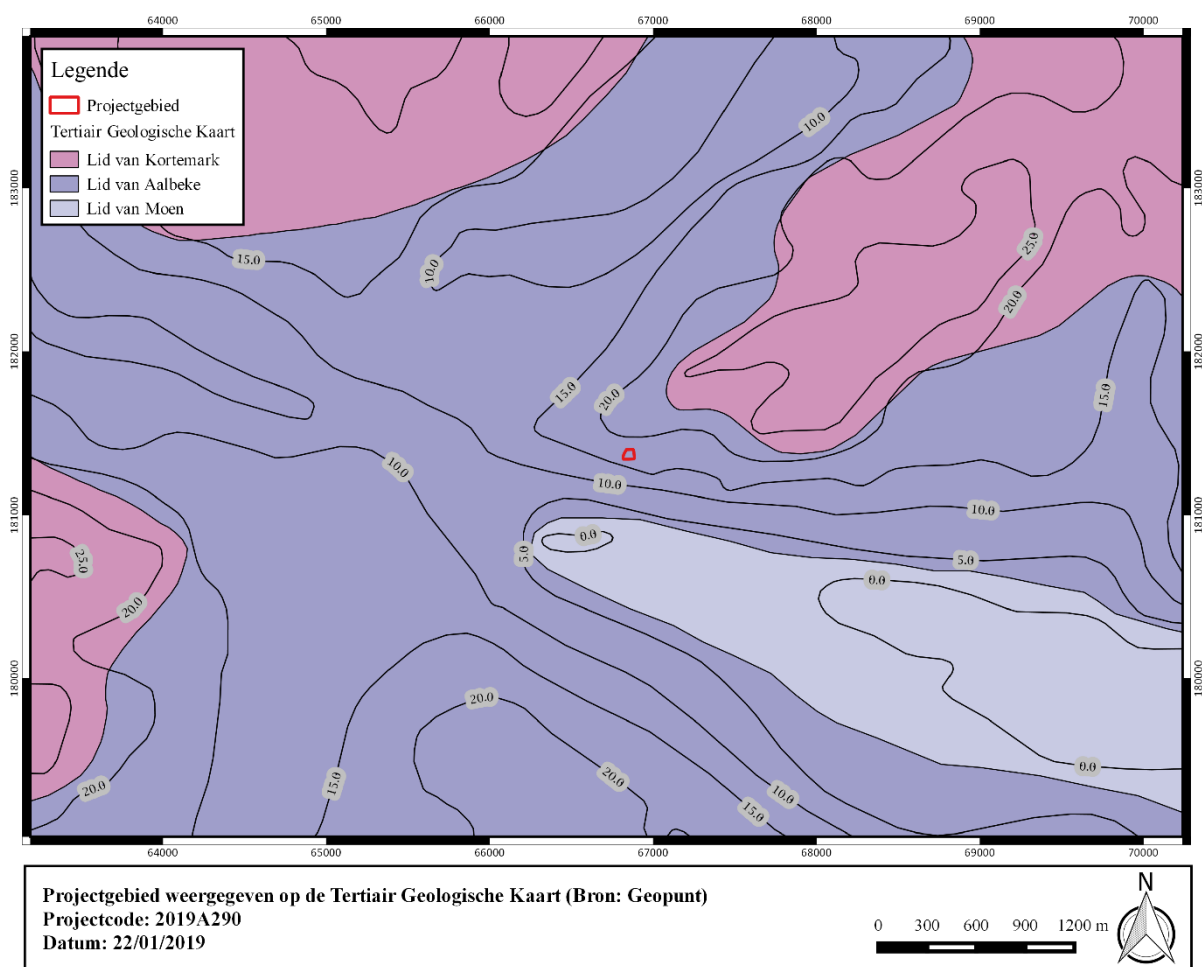 64000 65000 66000 67000 68000 69000 70000
Legende
Projectgebied
Tertiair Geologische Kaart
Lid van Kortemark
Lid van Aalbeke
Lid van Moen
10.0
183000 183000
15.0 10.0 25.0
20.0
182000 182000
15.0 20.0 15.0
10.0 10.0
181000 10.0 181000
0.0
5.0 5.0
25.0 0.0
20.0
180000 180000
20.0
20.0 15.0 20.0 10.0 0.0
15.0
64000 65000 66000 67000 68000 69000 70000
Projectgebied weergegeven op de Tertiair Geologische Kaart (Bron: Geopunt)
Projectcode: 2019A290
Datum: 22/01/2019
N
0 300 600 900 1200 m